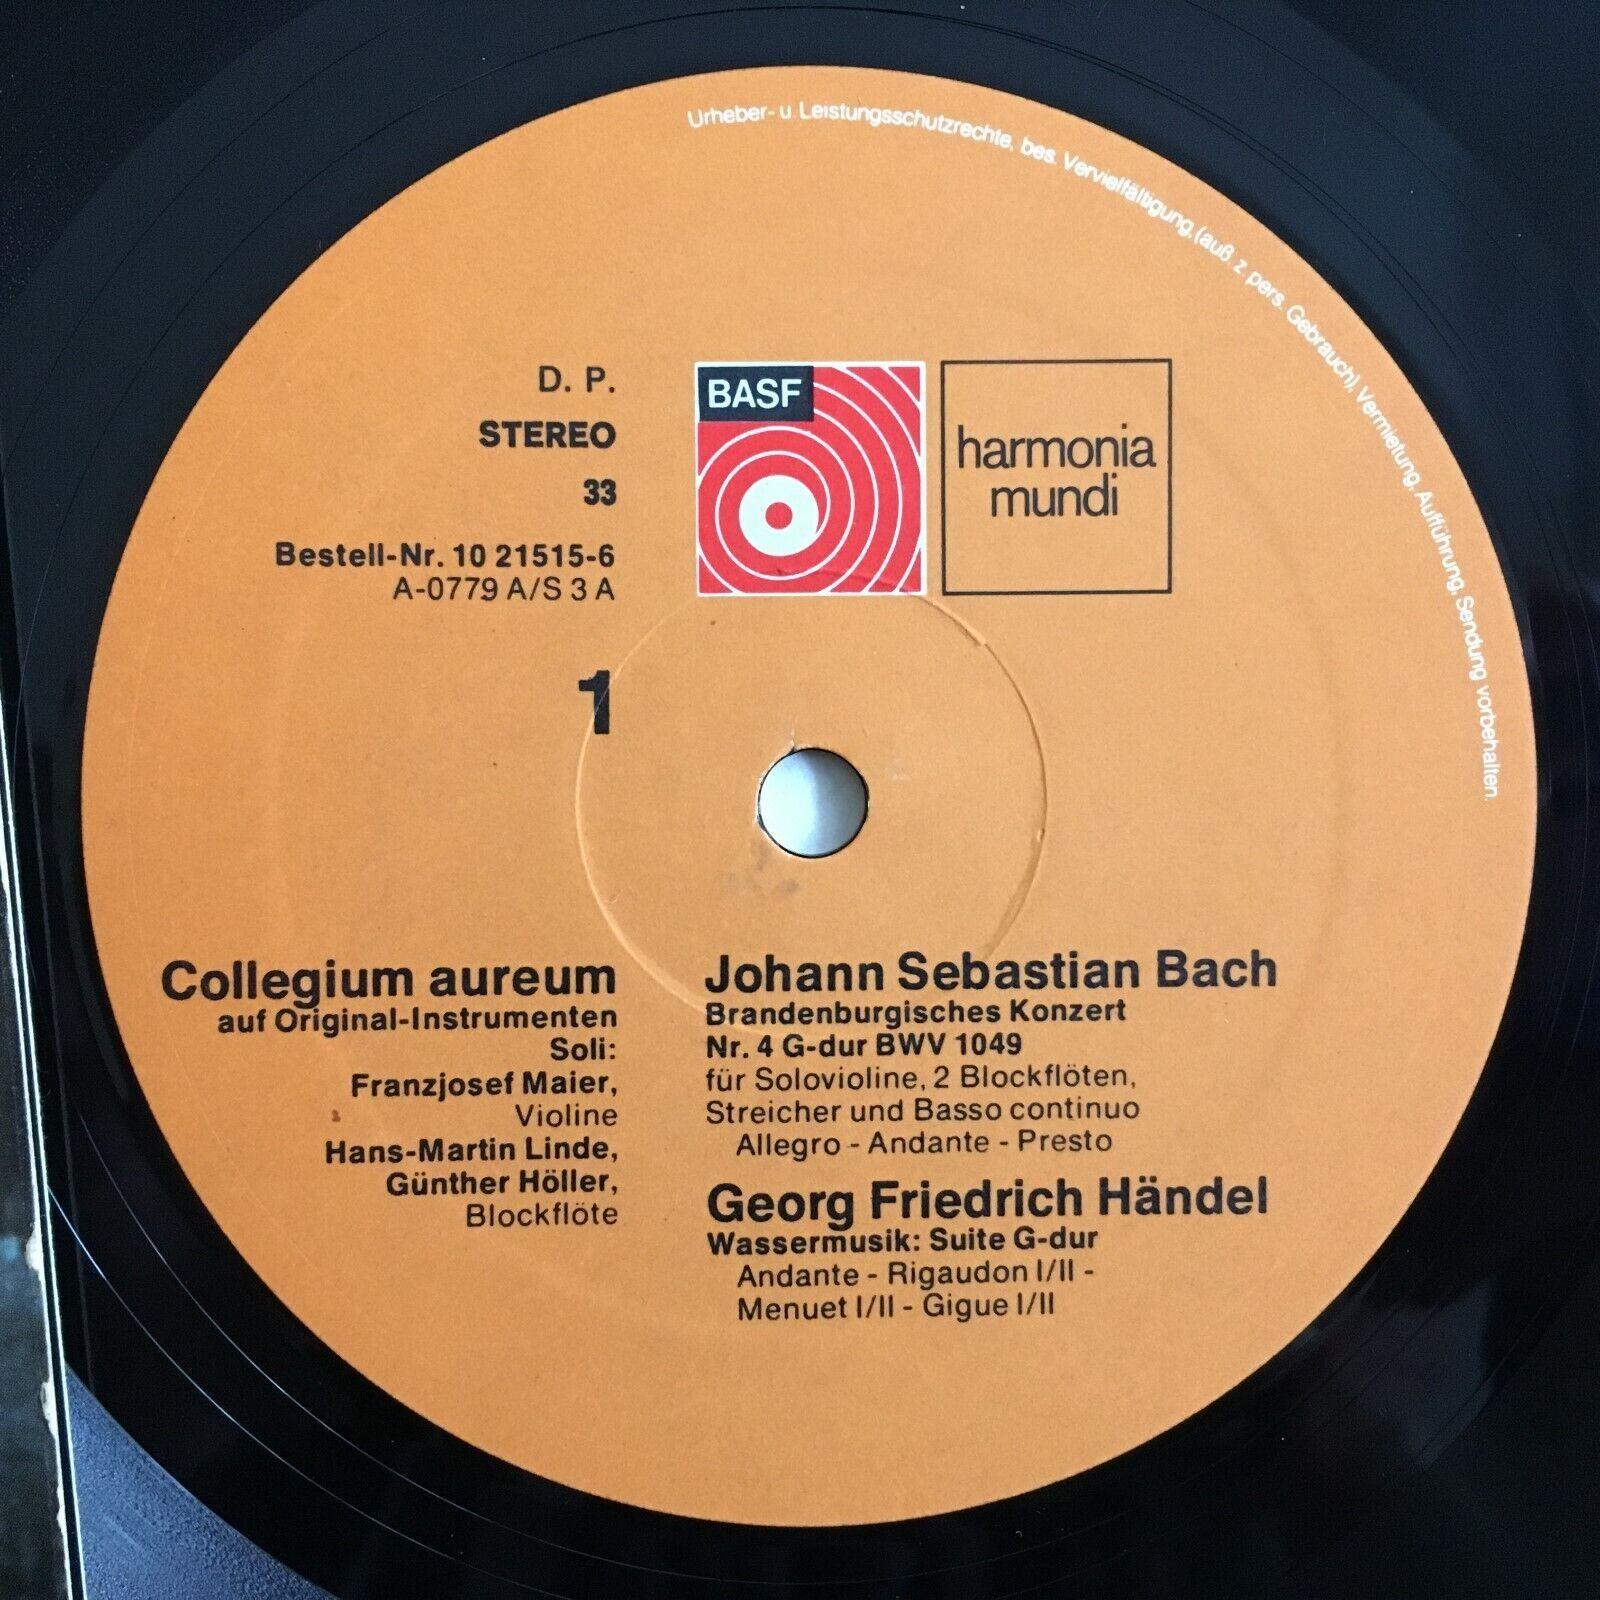 Urheber- u. Leistungsschutzrechte, bes. Vervielfältigung, (auß. z. pers. Gebrauch), Vermietung, Aufführung, Sendung vorbehalten.
D. P.
STEREO
33
Bestell-Nr. 10 21515-6
A-0779 A/S 3 A
1
BASF
harmonia
mundi
Collegium aureum
auf Original-Instrumenten
Soli:
Franzjosef Maier,
Violine
Hans-Martin Linde,
Günther Höller,
Blockflöte
Johann Sebastian Bach
Brandenburgisches Konzert
Nr. 4 G-dur BWV 1049
für Solovioline, 2 Blockflöten,
Streicher und Basso continuo
Allegro - Andante - Presto
Georg Friedrich Händel
Wassermusik: Suite G-dur
Andante - Rigaudon I/II -
Menuet I/II - Gigue I/II